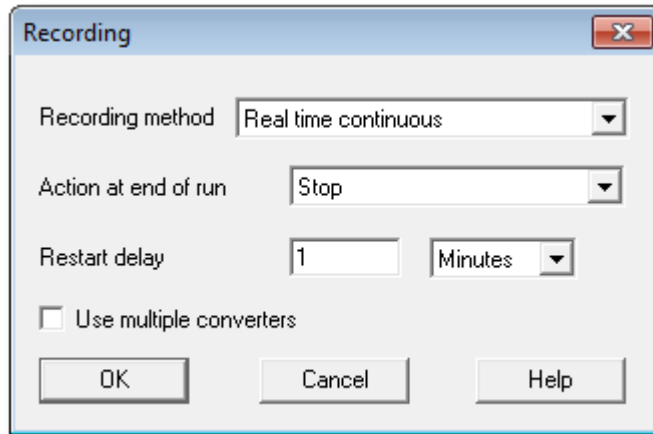 Recording
Recording method Real time continuous
Action at end of run Stop
Restart delay 1 Minutes
Use multiple converters
OK Cancel Help